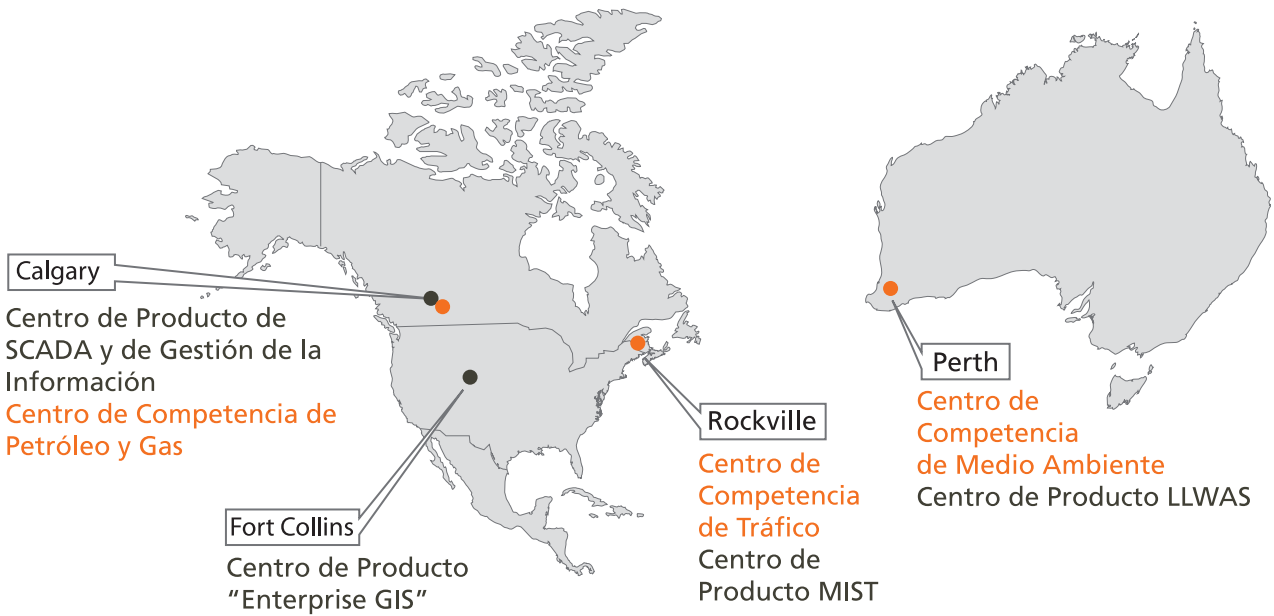 Calgary
Centro de Producto de
SCADA y de Gestión de la
Información
Centro de Competencia de
Petróleo y Gas
Fort Collins
Centro de Producto
“Enterprise GIS”
Rockville
Centro de
Competencia
de Tráfico
Centro de
Producto MIST
Perth
Centro de
Competencia
de Medio Ambiente
Centro de Producto LLWAS